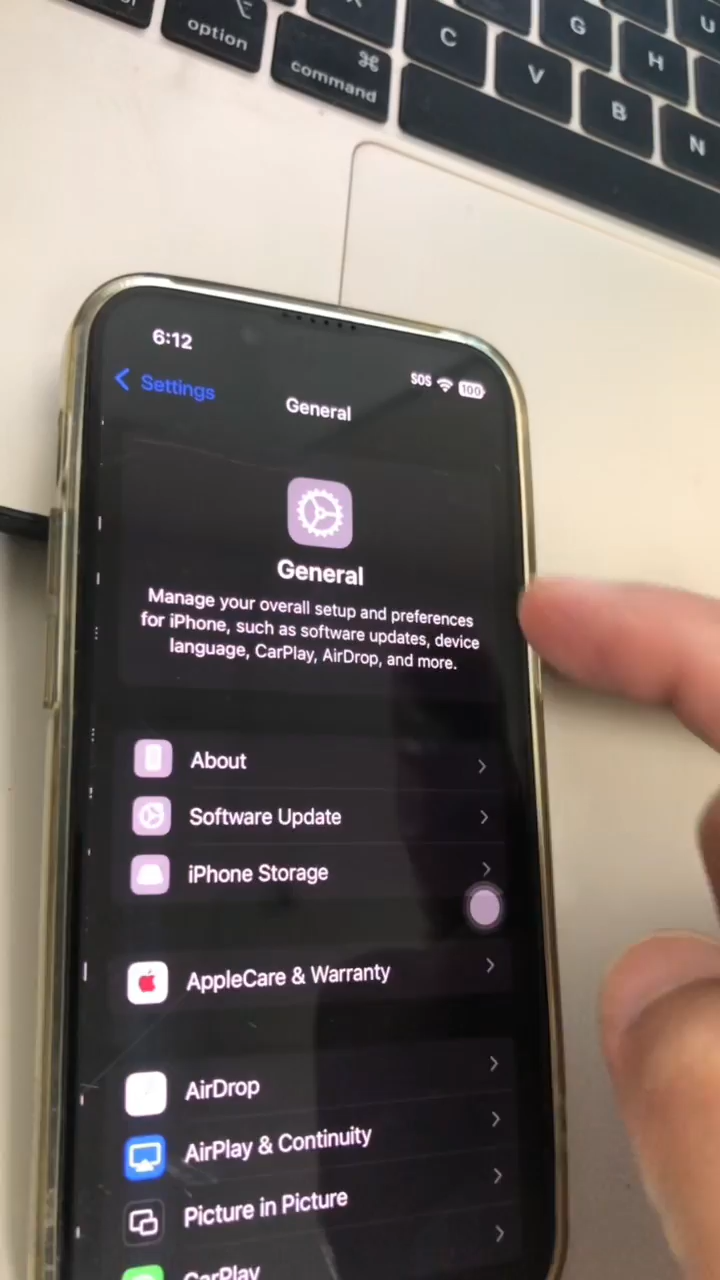 option
⌘
command
C
V
G
B
H
N
U
6:12
SOS
100
Settings
General
General
Manage your overall setup and preferences
for iPhone, such as software updates, device
language, CarPlay, AirDrop, and more.
About
Software Update
iPhone Storage
AppleCare & Warranty
AirDrop
AirPlay & Continuity
Picture in Picture
CarPlay